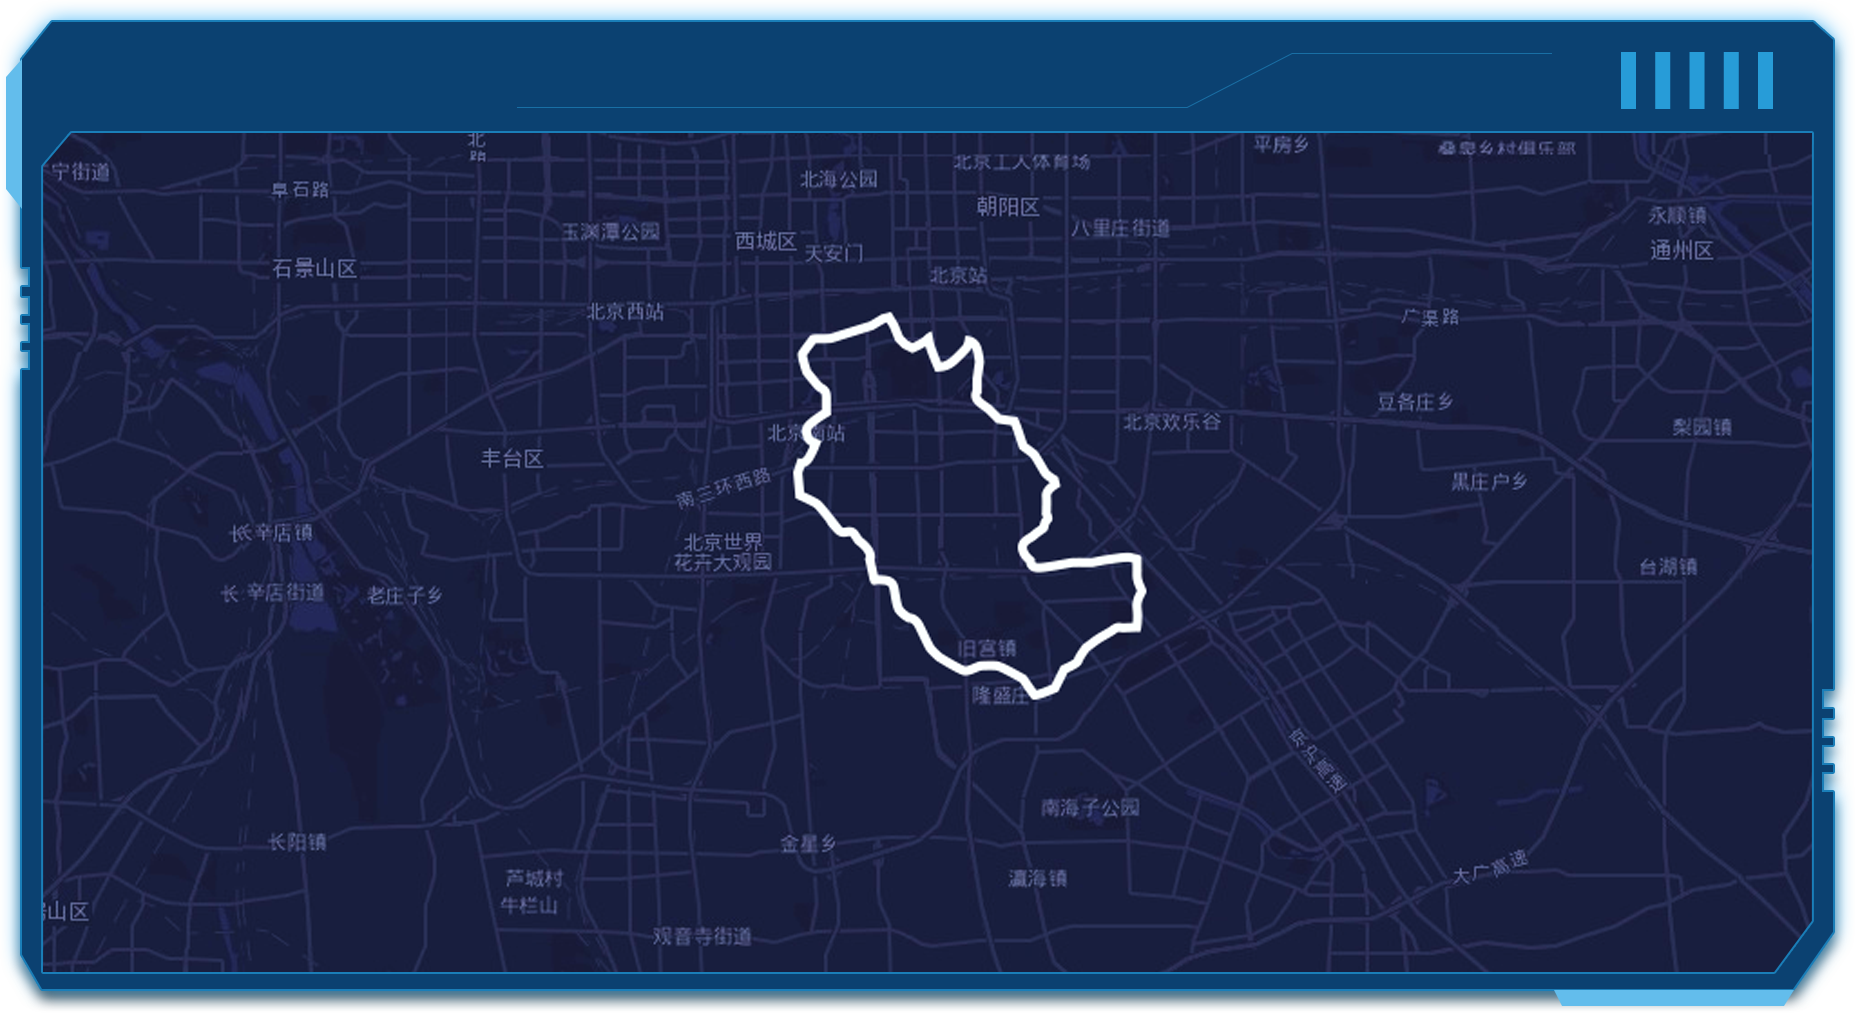 北
路
平房乡
北京工人体育场
叠泉乡村俱乐部
宁街道
阜石路
北海公园
朝阳区
永顺镇
玉渊潭公园
西城区
天安门
八里庄街道
通州区
石景山区
北京站
北京西站
广渠路
豆各庄乡
北京欢乐谷
梨园镇
北京南站
丰台区
南三环西路
黑庄户乡
长辛店镇
北京世界
花卉大观园
台湖镇
长辛店街道
老庄子乡
旧宫镇
隆盛庄
京沪高速
南海子公园
长阳镇
金星乡
大广高速
芦城村
瀛海镇
牛栏山
山区
观音寺街道